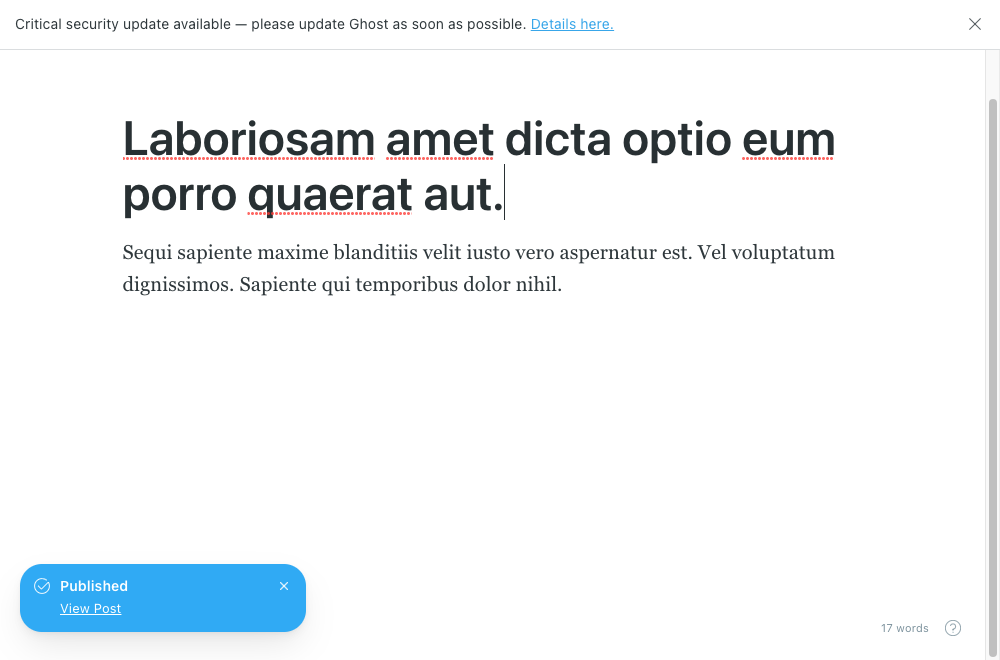 Critical security update available — please update Ghost as soon as possible. Details here.
Laboriosam amet dicta optio eum
porro quaerat aut.
Sequi sapiente maxime blanditiis velit iusto vero aspernatur est. Vel voluptatum
dignissimos. Sapiente qui temporibus dolor nihil.
Published
View Post
17 words